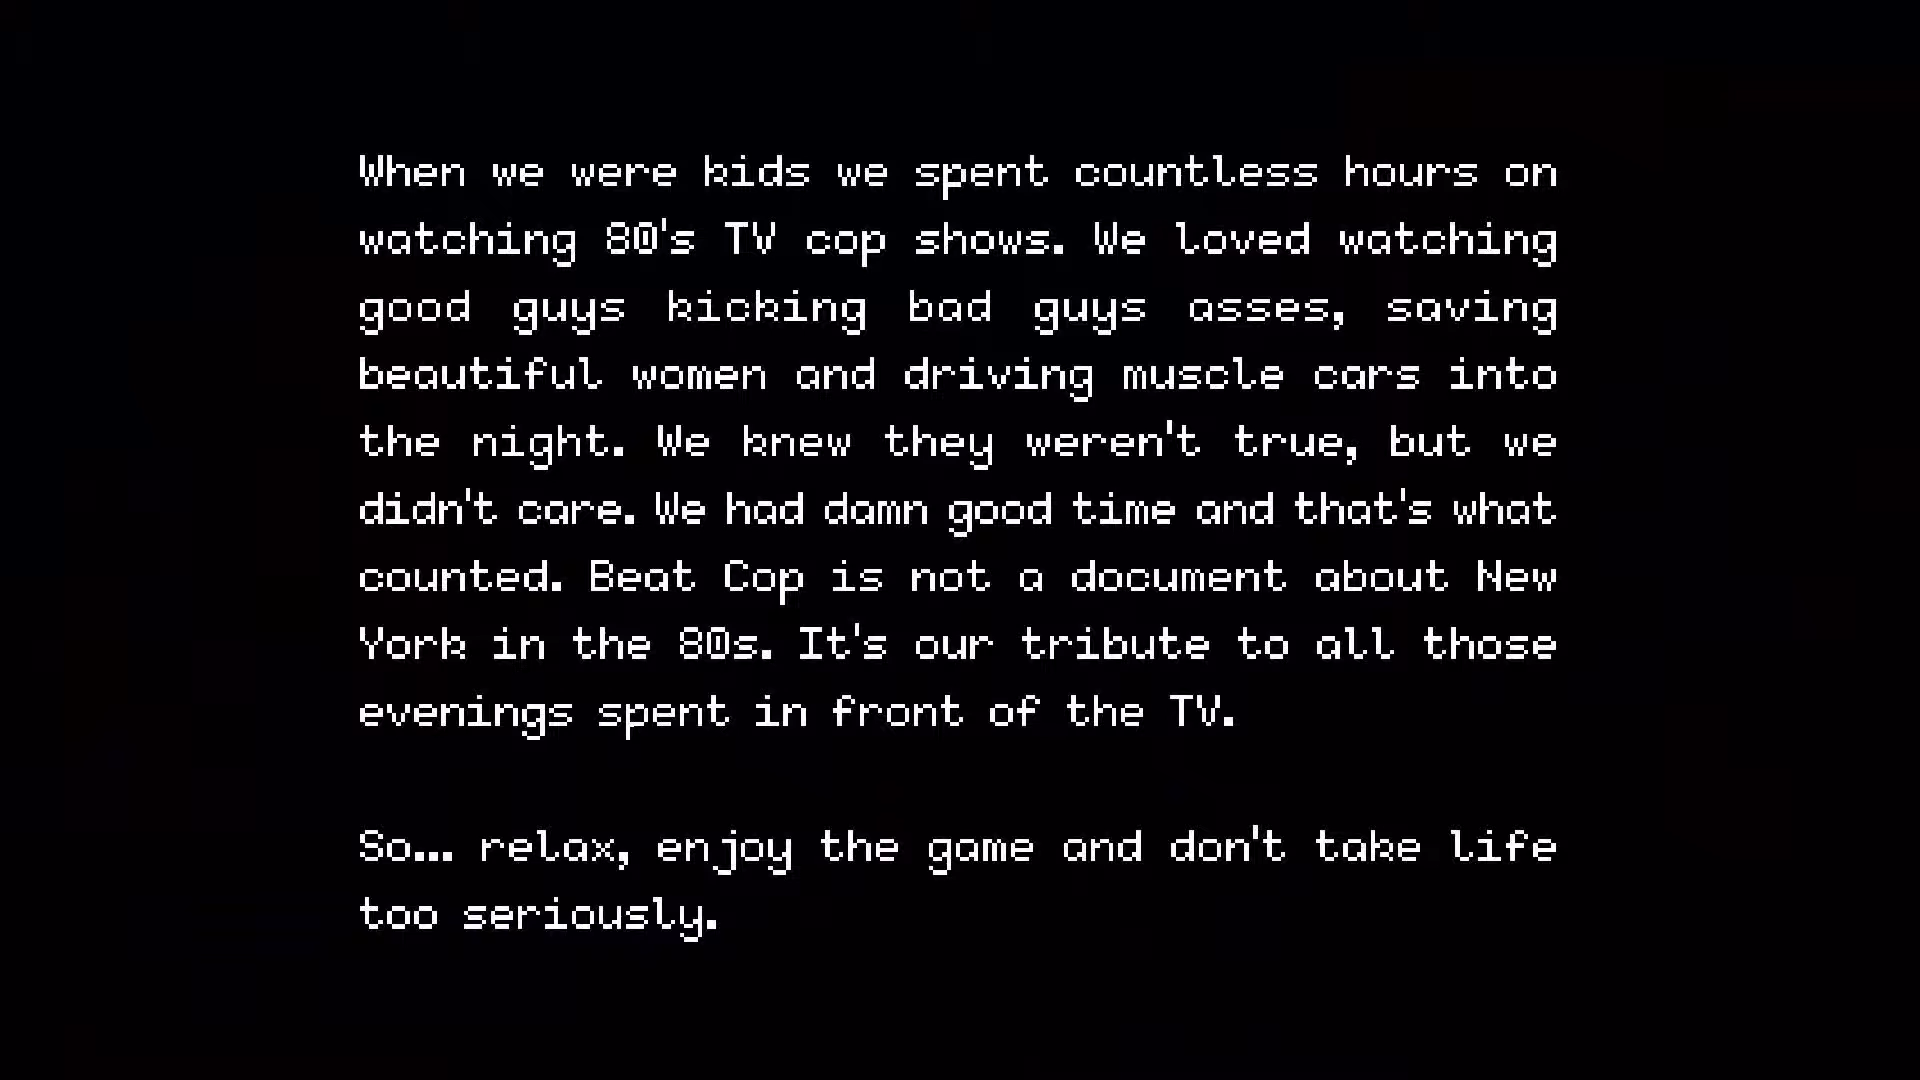 When we were kids we spent countless hours on
watching 80's TV cop shows. We loved watching
good guys kicking bad guys asses, saving
beautiful women and driving muscle cars into
the night. We knew they weren't true, but we
didn't care. We had damn good time and that's what
counted. Beat Cop is not a document about New
York in the 80s. It's our tribute to all those
evenings spent in front of the TV.
So... relax, enjoy the game and don't take life
too seriously.